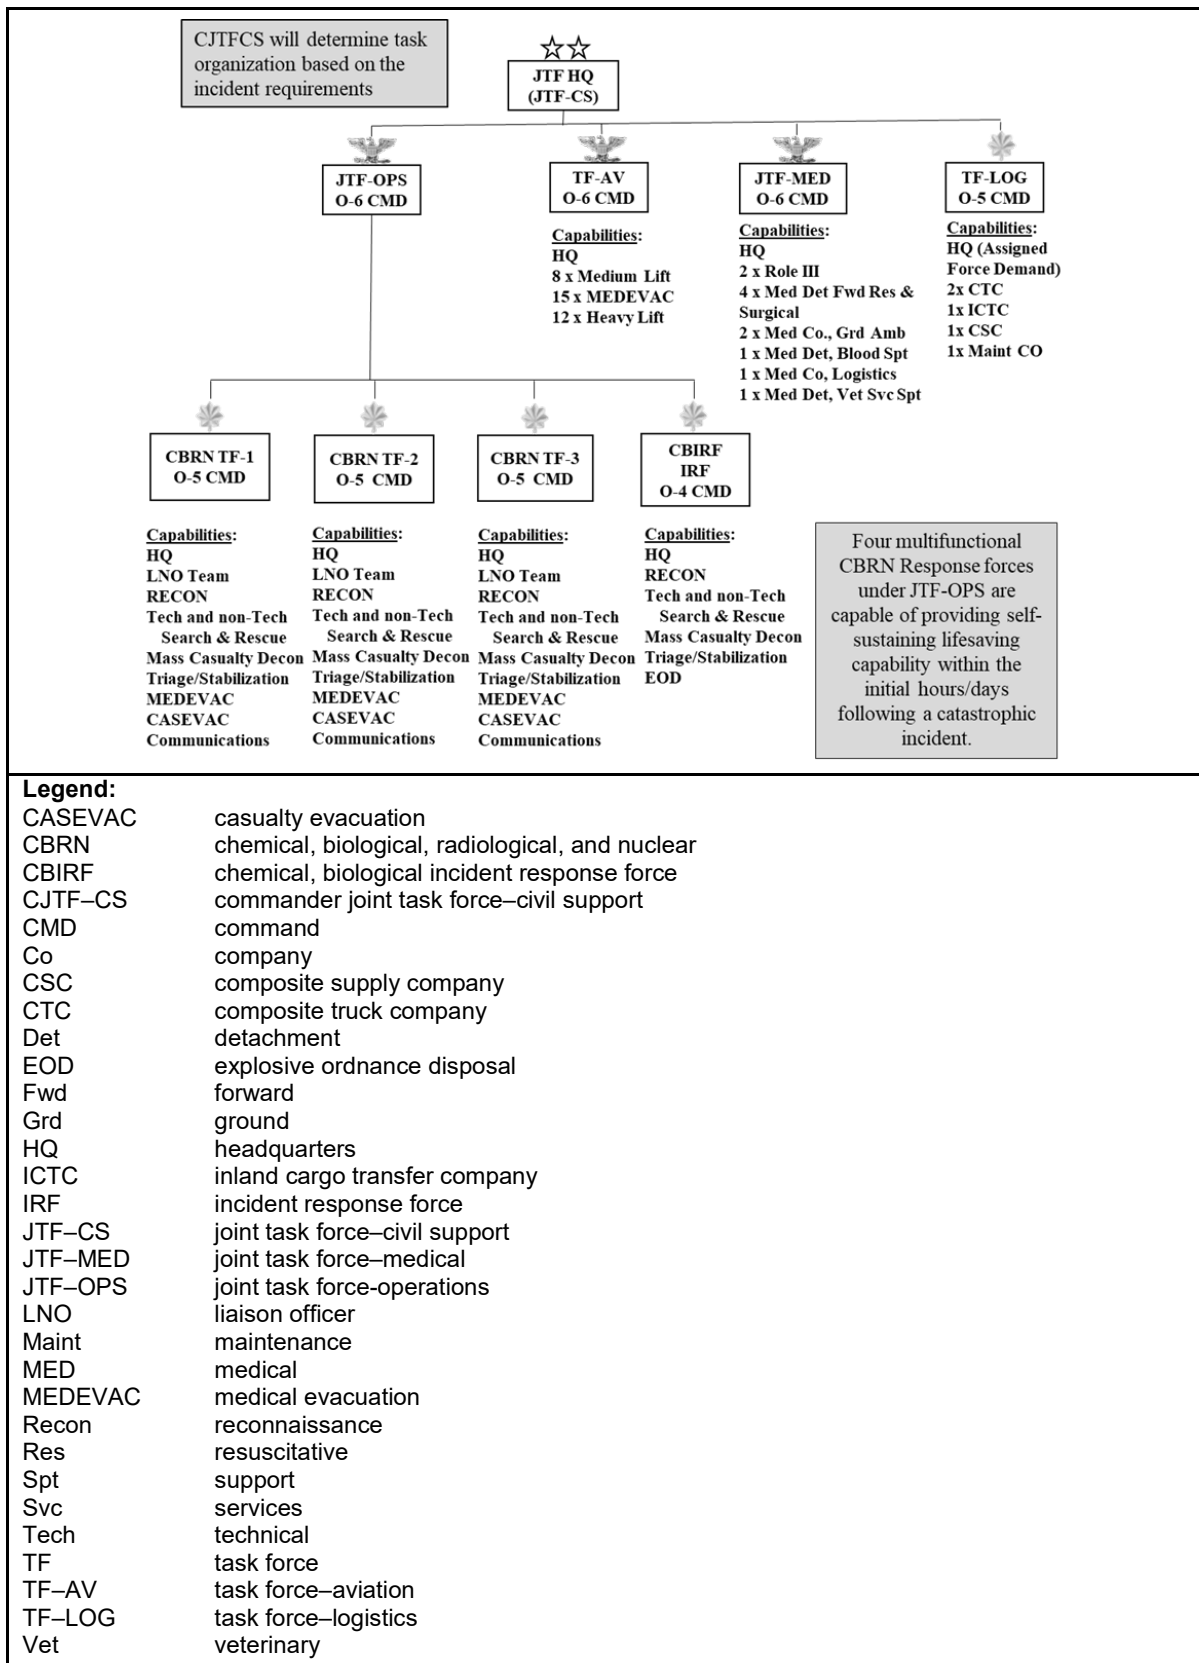 CJTFCS will determine task
organization based on the
incident requirements
JTF HQ
(JTF-CS)
JTF-OPS
O-6 CMD
TF-AV
O-6 CMD
Capabilities:
HQ
8 x Medium Lift
15 x MEDEVAC
12 x Heavy Lift
JTF-MED
O-6 CMD
Capabilities:
HQ
2 x Role III
4 x Med Det Fwd Res &
Surgical
2 x Med Co., Grd Amb
1 x Med Det, Blood Spt
1 x Med Co, Logistics
1 x Med Det, Vet Svc Spt
TF-LOG
O-5 CMD
Capabilities:
HQ (Assigned
Force Demand)
2x CTC
1x ICTC
1x CSC
1x Maint CO
CBRN TF-1
O-5 CMD
Capabilities:
HQ
LNO Team
RECON
Tech and non-Tech
Search & Rescue
Mass Casualty Decon
Triage/Stabilization
MEDEVAC
CASEVAC
Communications
CBRN TF-2
O-5 CMD
Capabilities:
HQ
LNO Team
RECON
Tech and non-Tech
Search & Rescue
Mass Casualty Decon
Triage/Stabilization
MEDEVAC
CASEVAC
Communications
CBRN TF-3
O-5 CMD
Capabilities:
HQ
LNO Team
RECON
Tech and non-Tech
Search & Rescue
Mass Casualty Decon
Triage/Stabilization
MEDEVAC
CASEVAC
Communications
CBIRF
IRF
O-4 CMD
Capabilities:
HQ
RECON
Tech and non-Tech
Search & Rescue
Mass Casualty Decon
Triage/Stabilization
EOD
Four multifunctional
CBRN Response forces
under JTF-OPS are
capable of providing self-
sustaining lifesaving
capability within the
initial hours/days
following a catastrophic
incident.
Legend:
CASEVAC casualty evacuation
CBRN chemical, biological, radiological, and nuclear
CBIRF chemical, biological incident response force
CJTF–CS commander joint task force–civil support
CMD command
Co company
CSC composite supply company
CTC composite truck company
Det detachment
EOD explosive ordnance disposal
Fwd forward
Grd ground
HQ headquarters
ICTC inland cargo transfer company
IRF incident response force
JTF–CS joint task force–civil support
JTF–MED joint task force–medical
JTF–OPS joint task force-operations
LNO liaison officer
Maint maintenance
MED medical
MEDEVAC medical evacuation
Recon reconnaissance
Res resuscitative
Spt support
Svc services
Tech technical
TF task force
TF–AV task force–aviation
TF–LOG task force–logistics
Vet veterinary